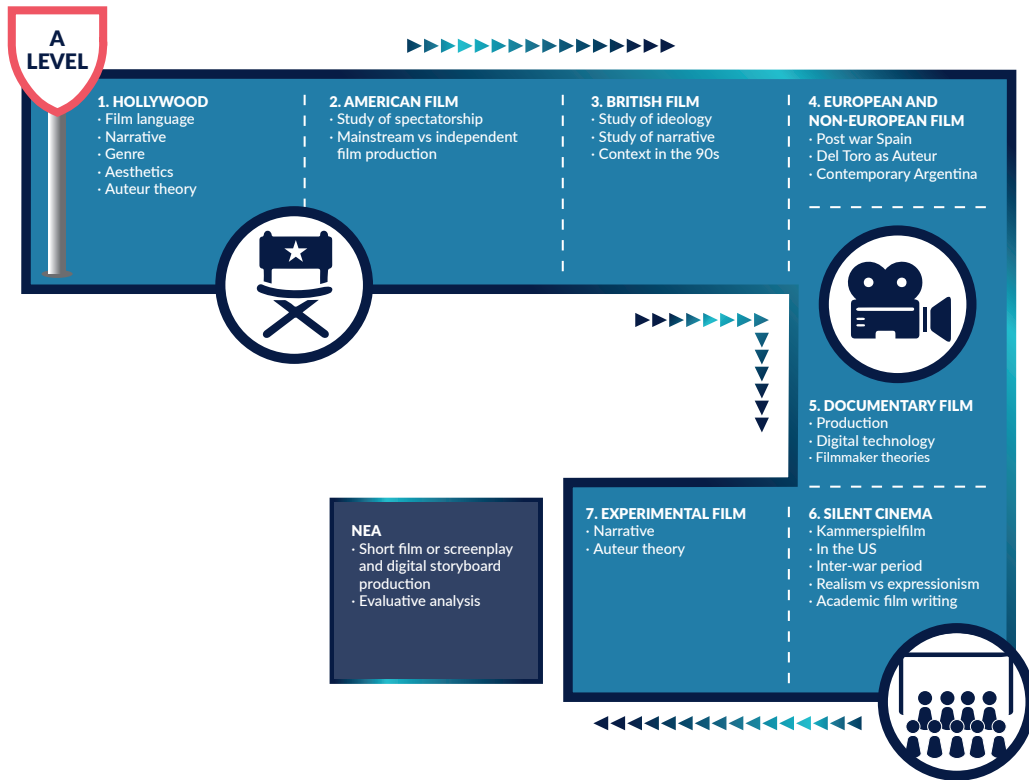 A
LEVEL
1. HOLLYWOOD
· Film language
· Narrative
· Genre
· Aesthetics
· Auteur theory
2. AMERICAN FILM
· Study of spectatorship
· Mainstream vs independent
film production
3. BRITISH FILM
· Study of ideology
· Study of narrative
· Context in the 90s
4. EUROPEAN AND
NON-EUROPEAN FILM
· Post war Spain
· Del Toro as Auteur
· Contemporary Argentina
5. DOCUMENTARY FILM
· Production
· Digital technology
· Filmmaker theories
6. SILENT CINEMA
· Kammerspielfilm
· In the US
· Inter-war period
· Realism vs expressionism
· Academic film writing
7. EXPERIMENTAL FILM
· Narrative
· Auteur theory
NEA
· Short film or screenplay
and digital storyboard
production
· Evaluative analysis